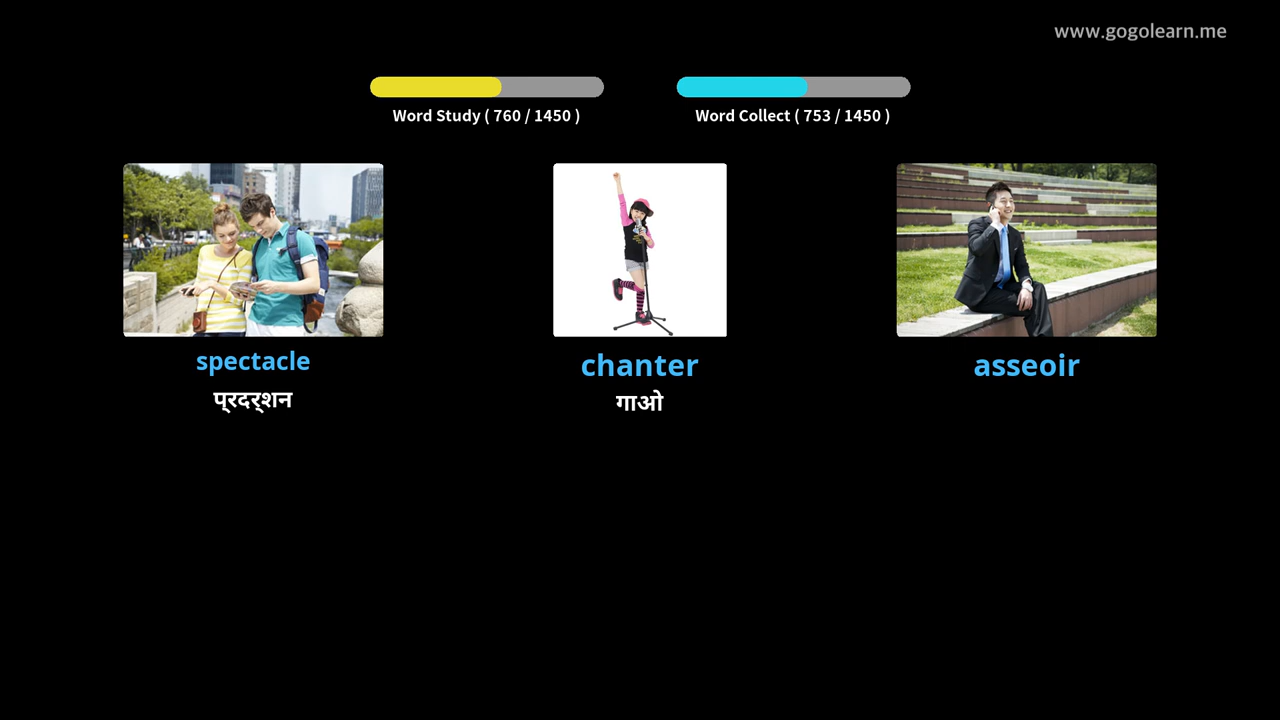 www.gogolearn.me
Word Study ( 760 / 1450 )
Word Collect ( 753 / 1450 )
spectacle
chanter
asseoir
प्रदर्शन
गाओ